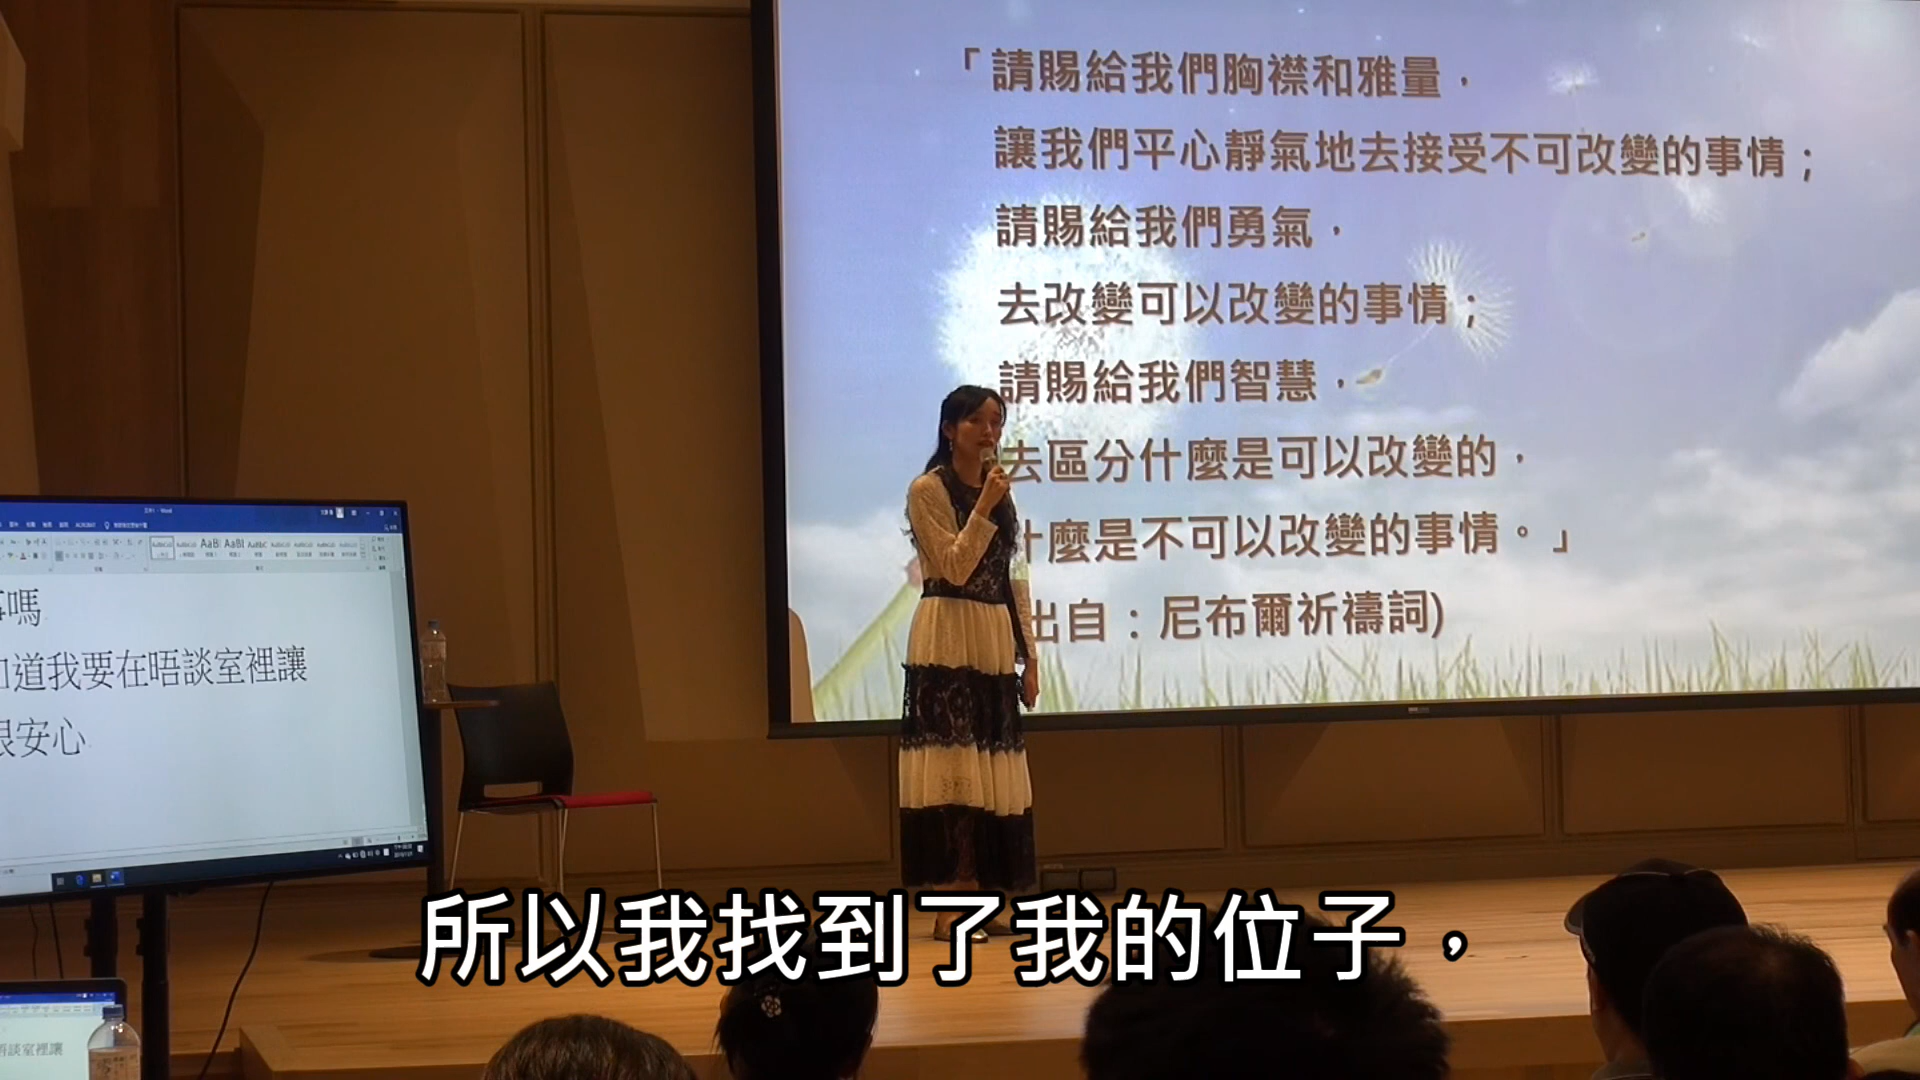 「請賜給我們胸襟和雅量，
讓我們平心靜氣地去接受不可改變的事情；
請賜給我們勇氣，
去改變可以改變的事情；
請賜給我們智慧，
去區分什麼是可以改變的，
什麼是不可以改變的事情。」
出自：尼布爾祈禱詞)
嗎
道我要在晤談室裡讓
很安心
談室裡讓
所以我找到了我的位子，